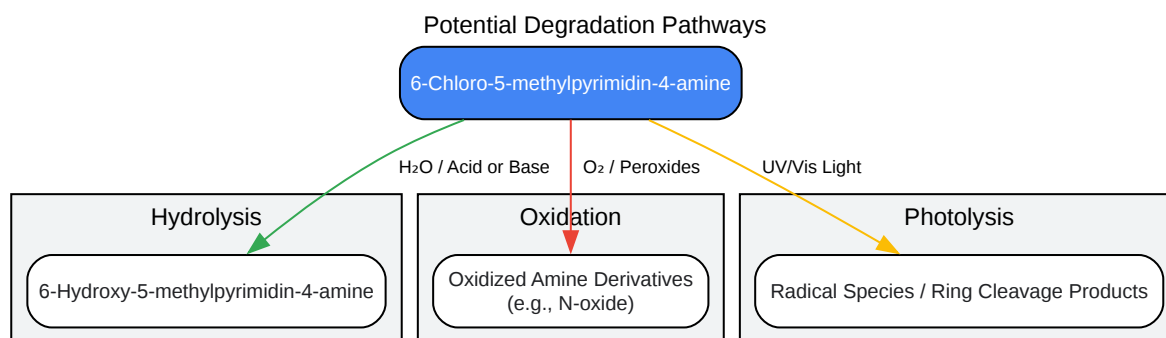 Potential Degradation Pathways
6-Chloro-5-methylpyrimidin-4-amine
H₂O / Acid or Base
O₂ / Peroxides
UV/Vis Light
Hydrolysis
Oxidation
Photolysis
6-Hydroxy-5-methylpyrimidin-4-amine
Oxidized Amine Derivatives
(e.g., N-oxide)
Radical Species / Ring Cleavage Products